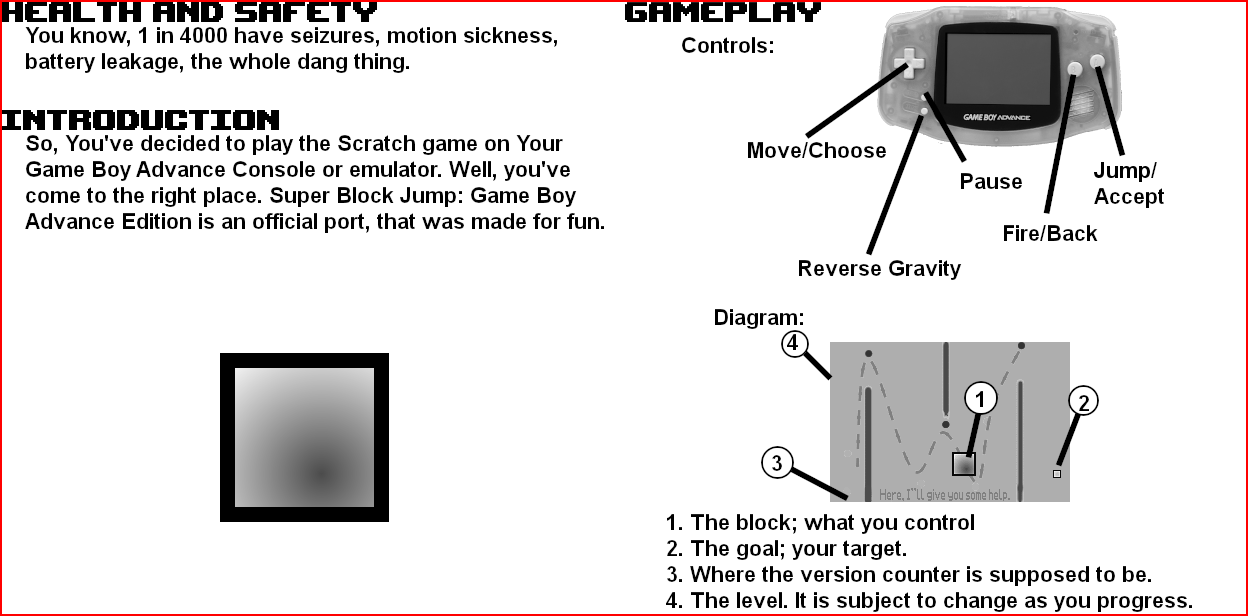 HEALTH AND SAFETY
You know, 1 in 4000 have seizures, motion sickness,
battery leakage, the whole dang thing.
INTRODUCTION
So, You've decided to play the Scratch game on Your
Game Boy Advance Console or emulator. Well, you've
come to the right place. Super Block Jump: Game Boy
Advance Edition is an official port, that was made for fun.
GAMEPLAY
Controls:
GAME BOY ADVANCE
Move/Choose
Pause
Jump/
Accept
Fire/Back
Reverse Gravity
Diagram:
4
1
2
3
Here, I''ll give you some help.
1. The block; what you control
2. The goal; your target.
3. Where the version counter is supposed to be.
4. The level. It is subject to change as you progress.